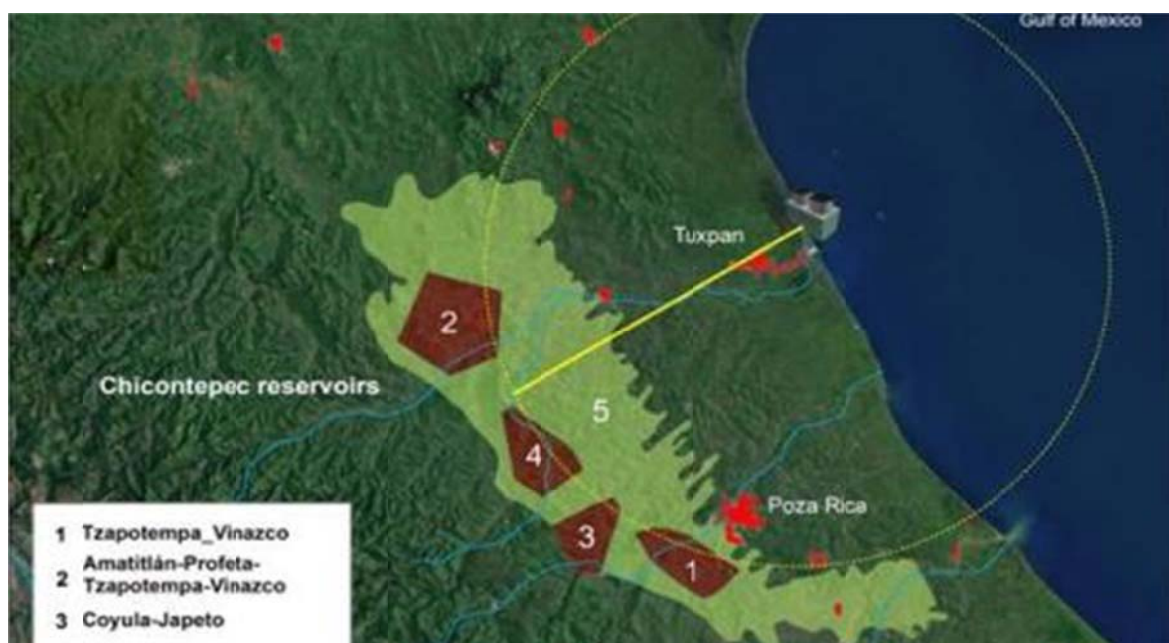 Gulf of Mexico
Tuxpan
2
Chicontepec reservoirs
5
4
Poza Rica
3
1
1 Tzapotempa_Vinazco
2 Amatitlán-Profeta-
Tzapotempa-Vinazco
3 Coyula-Japeto